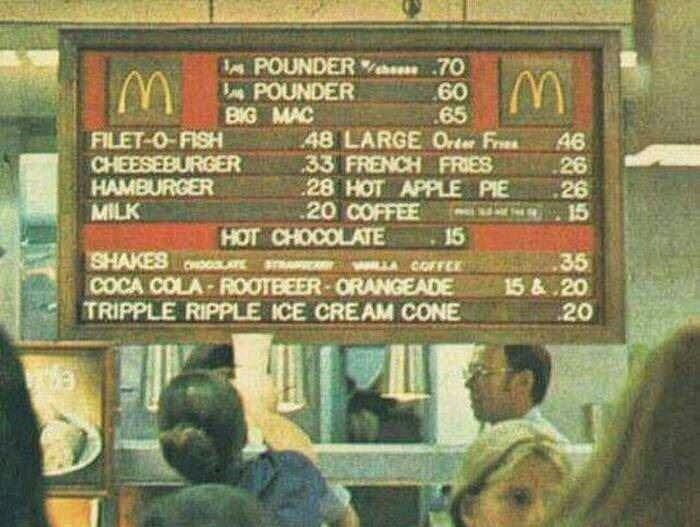 1/4 POUNDER w/cheese .70
1/4 POUNDER .60
BIG MAC .65
FILET-O-FISH .48 LARGE Order Fries .46
CHEESEBURGER .33 FRENCH FRIES .26
HAMBURGER .28 HOT APPLE PIE .26
MILK .20 COFFEE .15
HOT CHOCOLATE .15
SHAKES CHOCOLATE STRAWBERRY VANILLA COFFEE .35
COCA COLA - ROOTBEER - ORANGEADE 15 & .20
TRIPPLE RIPPLE ICE CREAM CONE .20